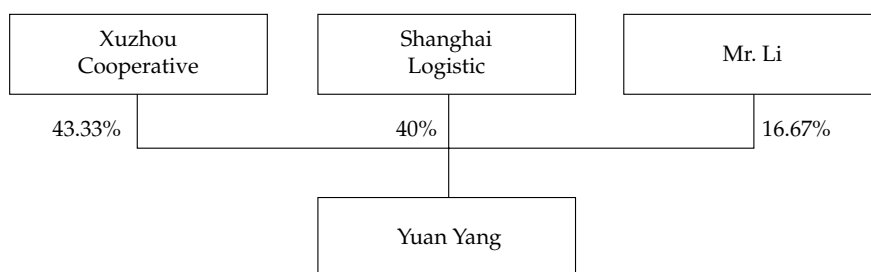 Xuzhou
Cooperative
Shanghai
Logistic
Mr. Li
43.33%
40%
16.67%
Yuan Yang